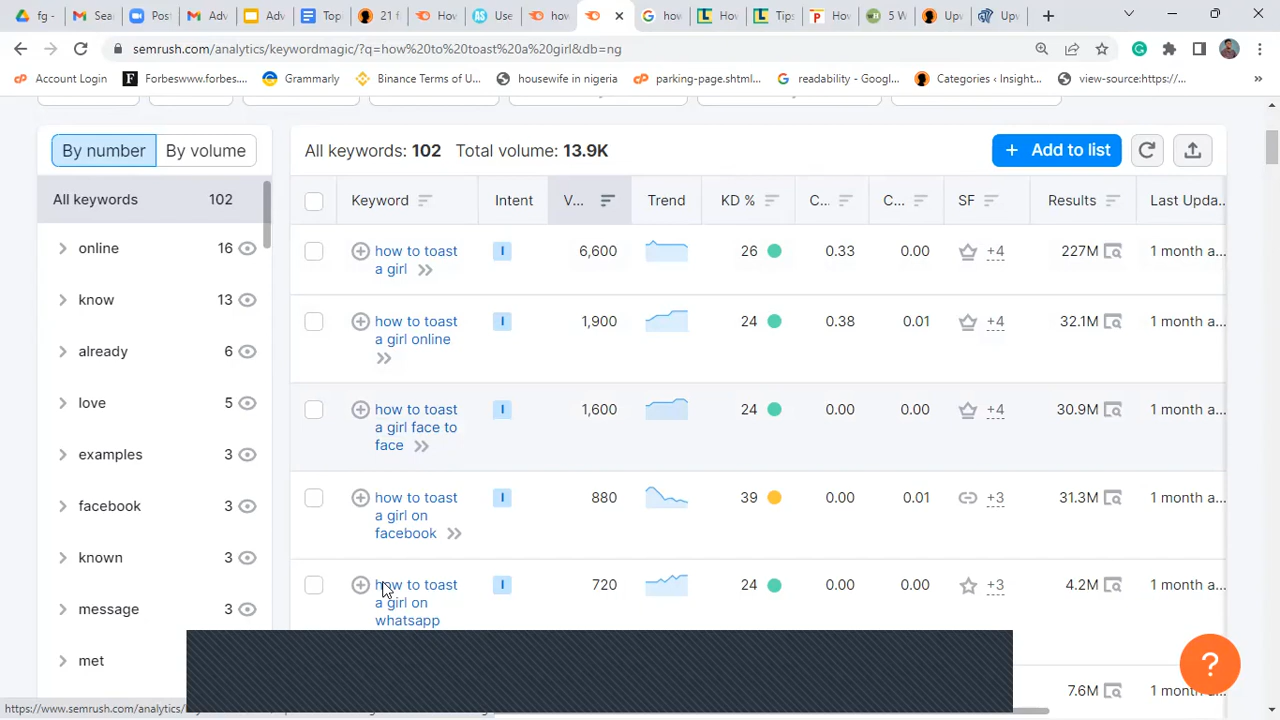 fg -
M Adv
Post
M Adv
Adv
Top
21 f
How
Use
how
how
How
Tip:
How
5 W
Upv
Upv
semrush.com/analytics/keywordmagic/?q=how%20to%20toast%20a%20girl&db=ng
Account Login
Forbeswww.forbes....
Grammarly
Binance Terms of U...
housewife in nigeria
parking-page.shtml...
readability - Googl...
Categories ‹ Insight...
view-source:https://...
By number
By volume
All keywords: 102 Total volume: 13.9K
+ Add to list
All keywords 102
online 16
know 13
already 6
love 5
examples 3
facebook 3
known 3
message 3
met
Keyword Intent V... Trend KD % C... C... SF Results Last Upda...
how to toast
a girl
I 6,600 26 0.33 0.00 +4 227M 1 month a...
how to toast
a girl online
I 1,900 24 0.38 0.01 +4 32.1M 1 month a...
how to toast
a girl face to
face
I 1,600 24 0.00 0.00 +4 30.9M 1 month a...
how to toast
a girl on
facebook
I 880 39 0.00 0.01 +3 31.3M 1 month a...
how to toast
a girl on
whatsapp
I 720 24 0.00 0.00 +3 4.2M 1 month a...
7.6M 1 month a...
?
https://www.semrush.com/analytics/